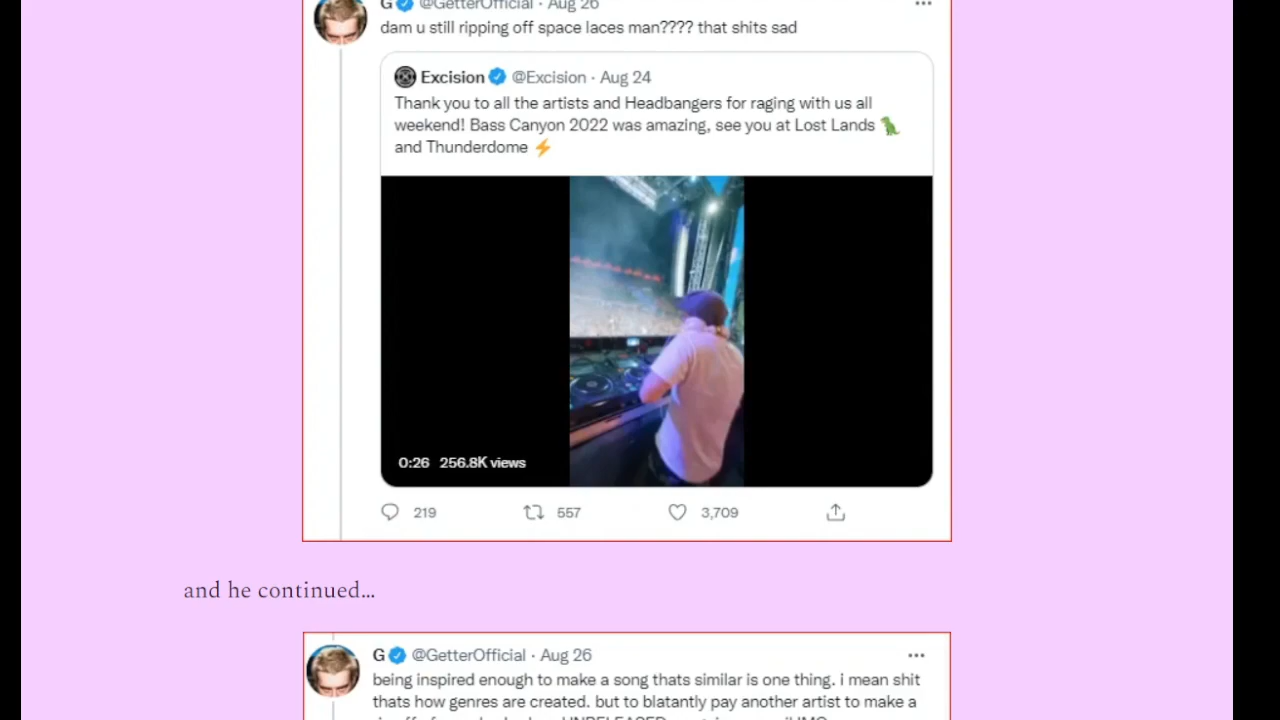 G @GetterOfficial · Aug 26
dam u still ripping off space laces man???? that shits sad
Excision @Excision · Aug 24
Thank you to all the artists and Headbangers for raging with us all
weekend! Bass Canyon 2022 was amazing, see you at Lost Lands 🦖
and Thunderdome ⚡
0:26 256.8K views
219 557 3,709
and he continued...
G @GetterOfficial · Aug 26
being inspired enough to make a song thats similar is one thing. i mean shit
thats how genres are created. but to blatantly pay another artist to make a
UNRELEASED